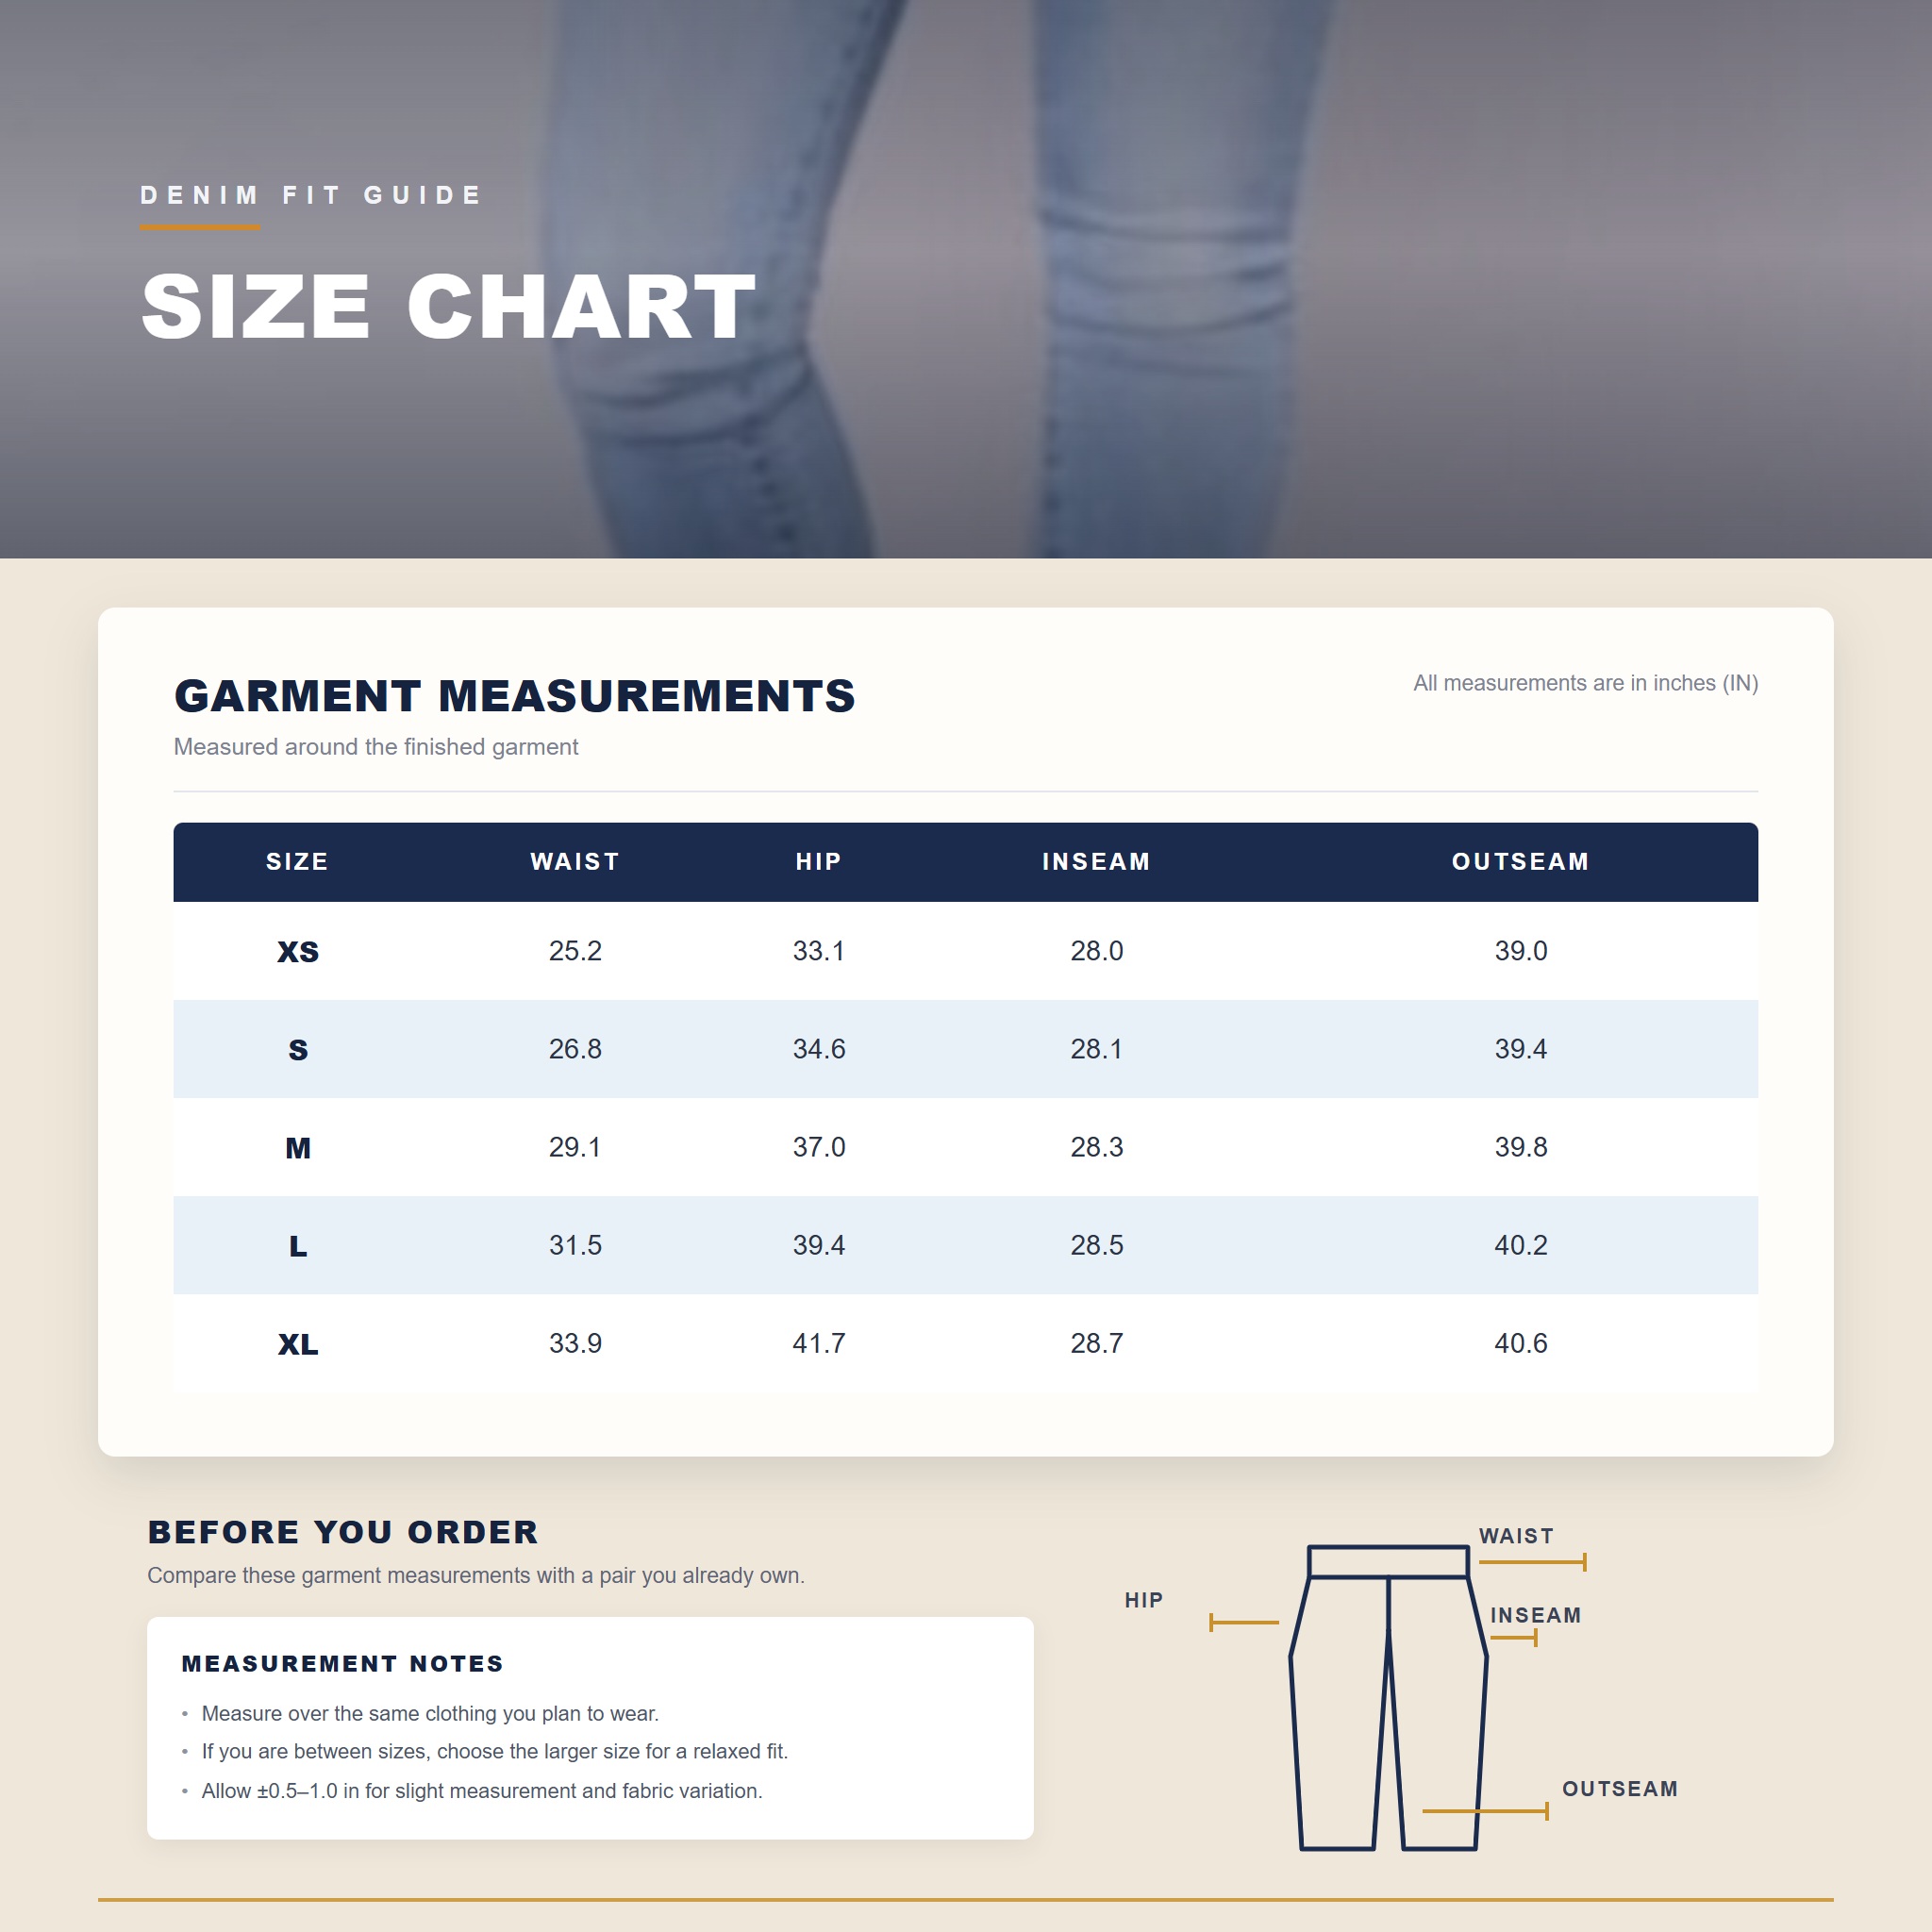 DENIM FIT GUIDE
SIZE CHART
GARMENT MEASUREMENTS
All measurements are in inches (IN)
Measured around the finished garment
SIZE WAIST HIP INSEAM OUTSEAM
XS 25.2 33.1 28.0 39.0
S 26.8 34.6 28.1 39.4
M 29.1 37.0 28.3 39.8
L 31.5 39.4 28.5 40.2
XL 33.9 41.7 28.7 40.6
BEFORE YOU ORDER
Compare these garment measurements with a pair you already own.
MEASUREMENT NOTES
• Measure over the same clothing you plan to wear.
• If you are between sizes, choose the larger size for a relaxed fit.
• Allow ±0.5–1.0 in for slight measurement and fabric variation.
WAIST
HIP
INSEAM
OUTSEAM